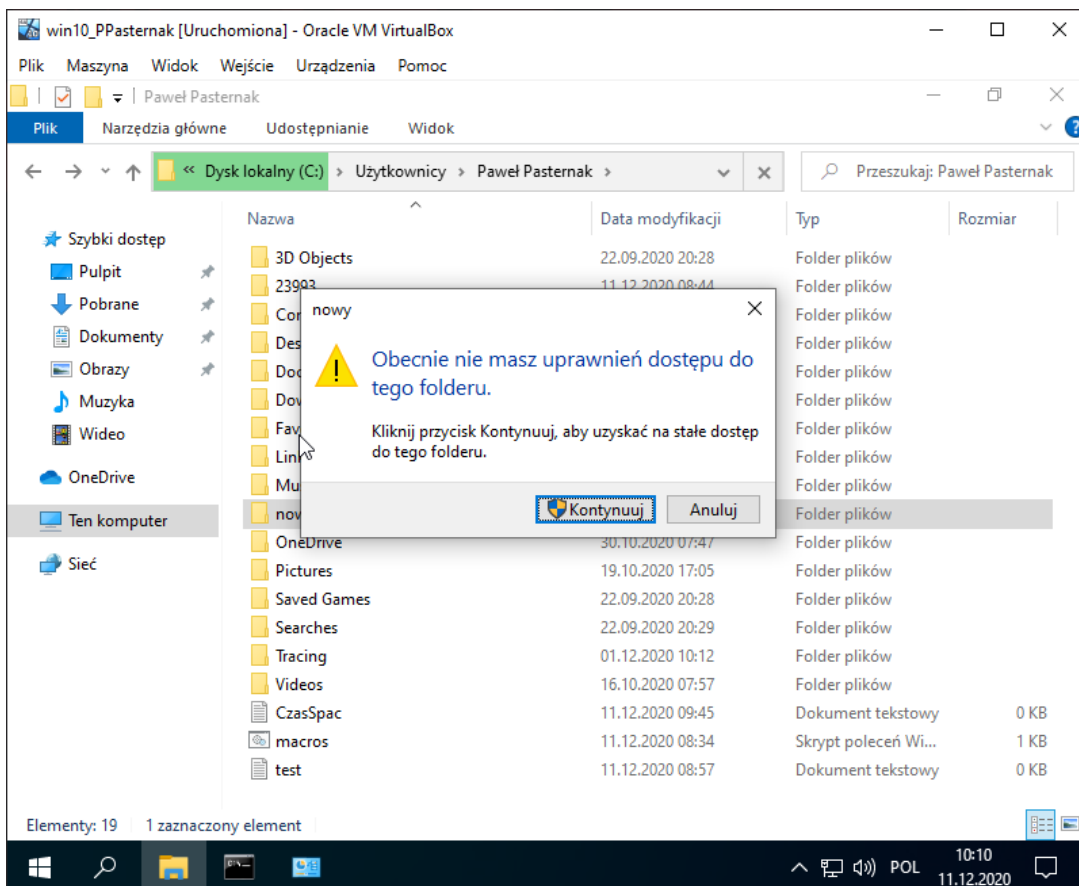 win10_PPasternak [Uruchomiona] - Oracle VM VirtualBox
Plik Maszyna Widok Wejście Urządzenia Pomoc
Paweł Pasternak
Plik Narzędzia główne Udostępnianie Widok
« Dysk lokalny (C:) › Użytkownicy › Paweł Pasternak › Przeszukaj: Paweł Pasternak
Nazwa Data modyfikacji Typ Rozmiar
Szybki dostęp
Pulpit
Pobrane
Dokumenty
Obrazy
Muzyka
Wideo
OneDrive
Ten komputer
Sieć
3D Objects 22.09.2020 20:28 Folder plików
23993 11.12.2020 08:44 Folder plików
Folder plików
Folder plików
Folder plików
Folder plików
Fav Folder plików
Folder plików
Mu Folder plików
Folder plików
OneDrive 30.10.2020 07:47 Folder plików
Pictures 19.10.2020 17:05 Folder plików
Saved Games 22.09.2020 20:28 Folder plików
Searches 22.09.2020 20:29 Folder plików
Tracing 01.12.2020 10:12 Folder plików
Videos 16.10.2020 07:57 Folder plików
CzasSpac 11.12.2020 09:45 Dokument tekstowy 0 KB
macros 11.12.2020 08:34 Skrypt poleceń Wi... 1 KB
test 11.12.2020 08:57 Dokument tekstowy 0 KB
nowy
Obecnie nie masz uprawnień dostępu do
tego folderu.
Kliknij przycisk Kontynuuj, aby uzyskać na stałe dostęp
do tego folderu.
Kontynuuj Anuluj
Elementy: 19 1 zaznaczony element
POL 10:10
11.12.2020